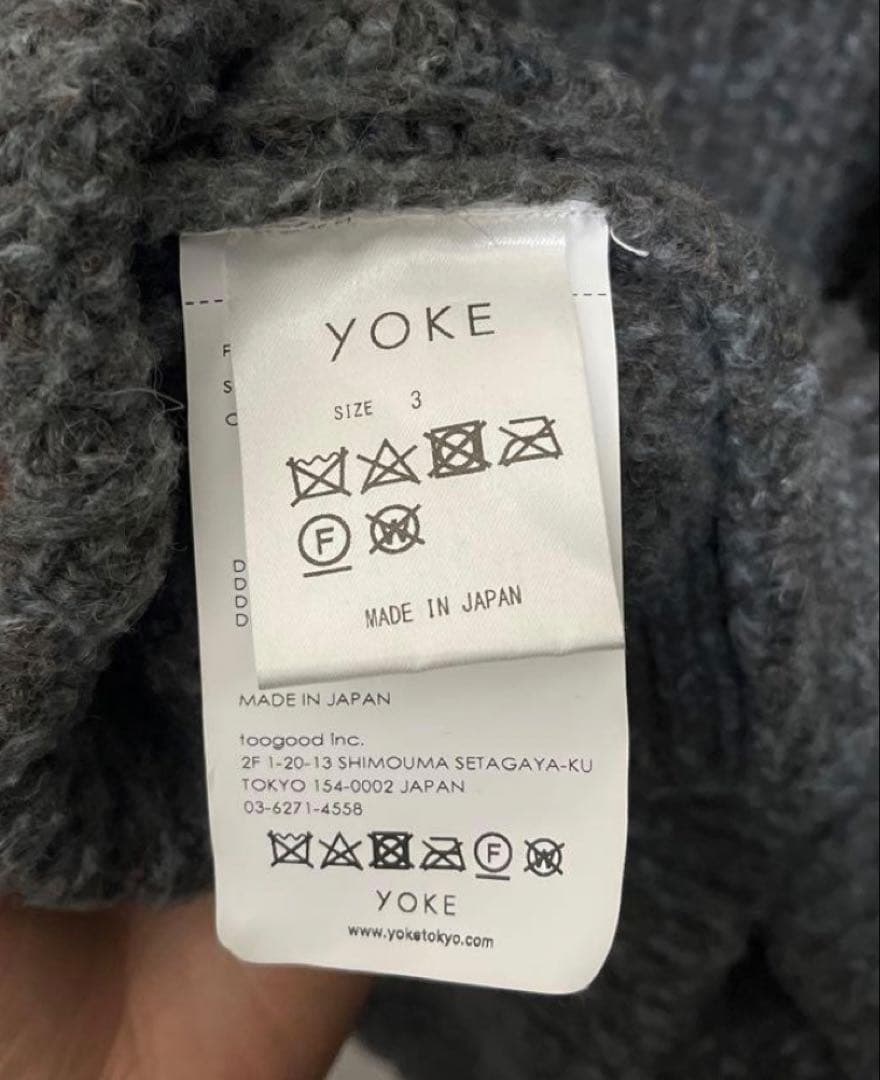 YOKE
SIZE 3
F
W
MADE IN JAPAN
F
S
C
D
D
D
D
MADE IN JAPAN
toogood Inc.
2F 1-20-13 SHIMOUMA SETAGAYA-KU
TOKYO 154-0002 JAPAN
03-6271-4558
F W
YOKE
www.yoketokyo.com